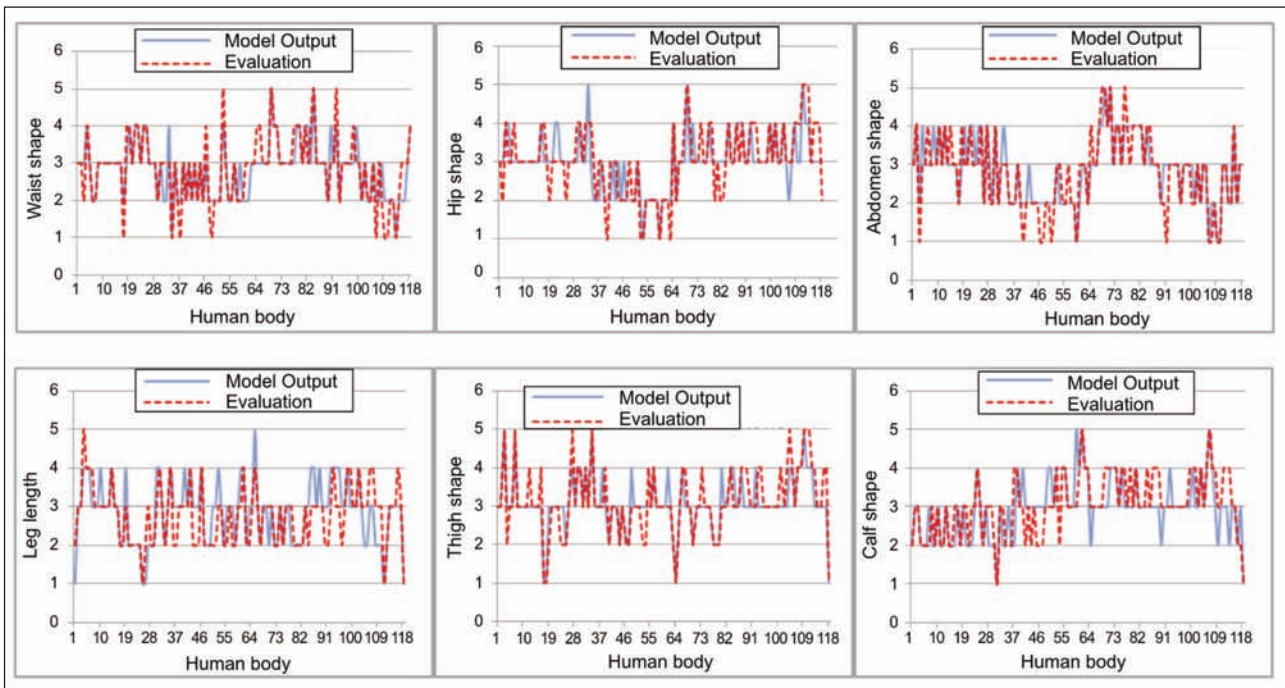 Model Output
Evaluation
6
5
4
3
2
1
0
Waist shape
1 10 19 28 37 46 55 64 73 82 91 100 109 118
Human body
Model Output
Evaluation
6
5
4
3
2
1
0
Hip shape
1 10 19 28 37 46 55 64 73 82 91 100 109 118
Human body
Model Output
Evaluation
6
5
4
3
2
1
0
Abdomen shape
1 10 19 28 37 46 55 64 73 82 91 100 109 118
Human body
Model Output
Evaluation
6
5
4
3
2
1
0
Leg length
1 10 19 28 37 46 55 64 73 82 91 100 109 118
Human body
Model Output
Evaluation
6
5
4
3
2
1
0
Thigh shape
1 10 19 28 37 46 55 64 73 82 91 100 109 118
Human body
Model Output
Evaluation
6
5
4
3
2
1
0
Calf shape
1 10 19 28 37 46 55 64 73 82 91 100 109 118
Human body